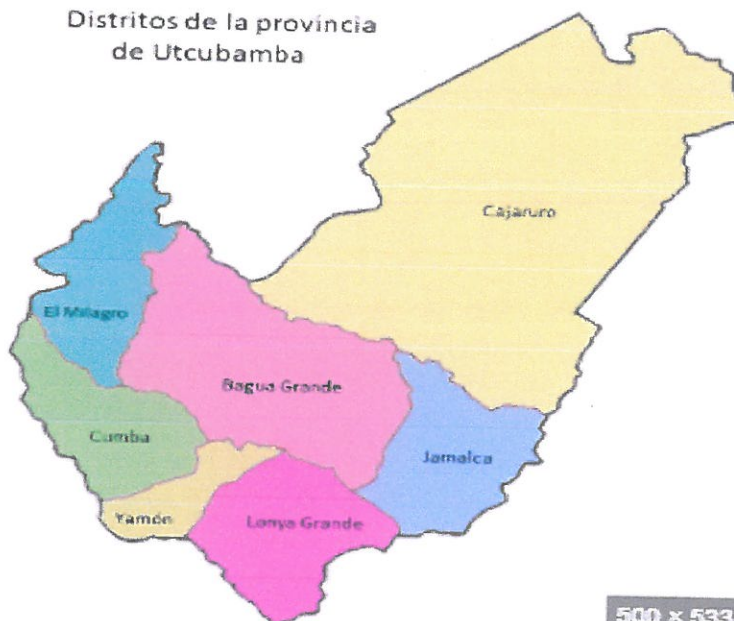 Distritos de la provincia
de Utcubamba
Cajaruro
El Milagro
Bagua Grande
Cumba
Jamalca
Yamón
Lonya Grande
500 x 533